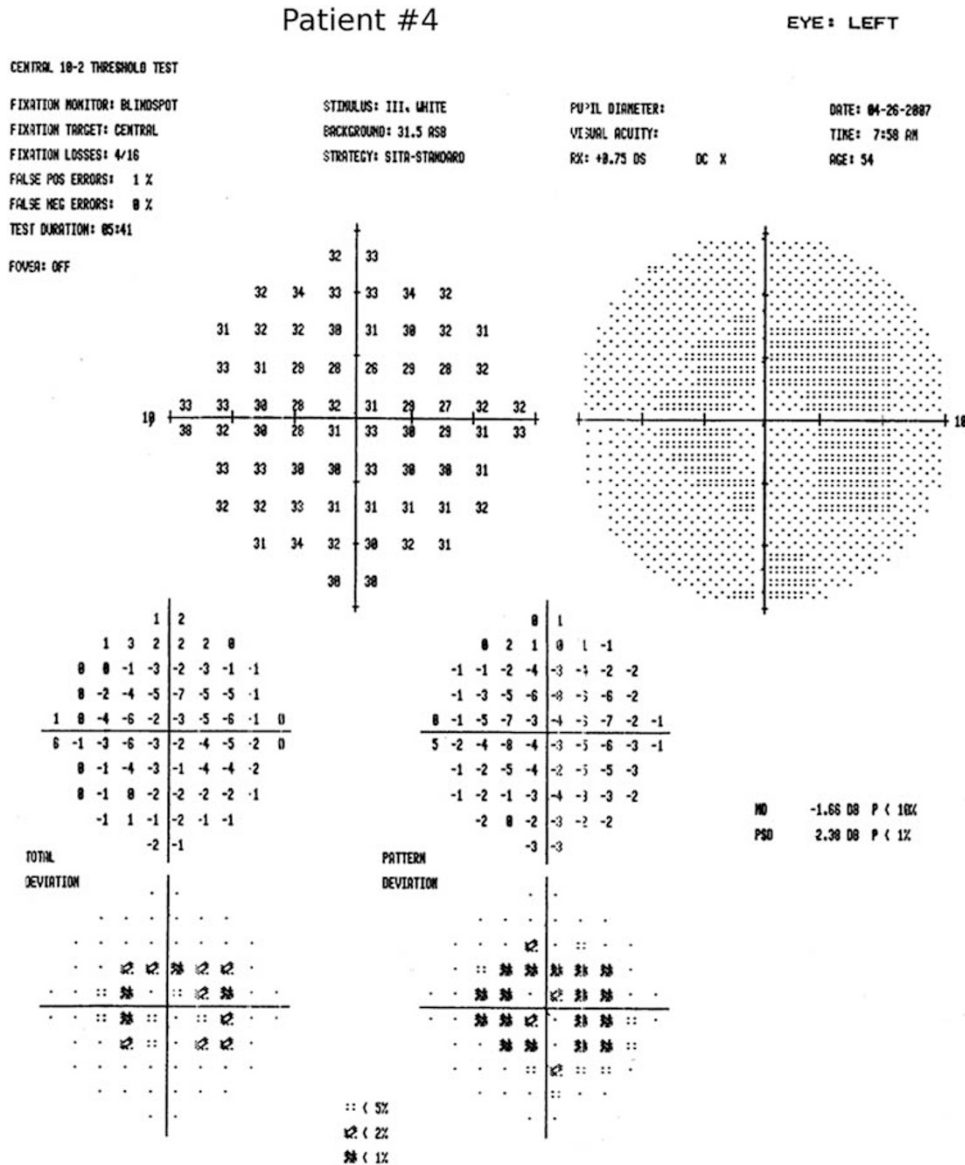 Patient #4
EYE: LEFT
CENTRAL 10-2 THRESHOLD TEST
FIXATION MONITOR: BLINDSPOT STIMULUS: III, WHITE PUPIL DIAMETER: DATE: 04-26-2007
FIXATION TARGET: CENTRAL BACKGROUND: 31.5 ASB VISUAL ACUITY: TIME: 7:58 AM
FIXATION LOSSES: 4/16 STRATEGY: SITA-STANDARD RX: +0.75 DS DC X AGE: 54
FALSE POS ERRORS: 1 %
FALSE NEG ERRORS: 0 %
TEST DURATION: 05:41
FOVEA: OFF
32 33
32 34 33 33 34 32
31 32 32 30 31 30 32 31
33 31 29 28 26 29 28 32
33 33 30 28 32 31 29 27 32 32
10 10
38 32 30 28 31 33 30 29 31 33
33 33 30 30 33 30 30 31
32 32 33 31 31 31 31 32
31 34 32 30 32 31
30 30
1 2 0 1
1 3 2 2 2 0 0 2 1 0 1 -1
0 0 -1 -3 -2 -3 -1 -1 -1 -1 -2 -4 -3 -4 -2 -2
0 -2 -4 -5 -7 -5 -5 -1 -1 -3 -5 -6 -8 -6 -2
1 0 -4 -6 -2 -3 -5 -6 -1 0 0 -1 -5 -7 -3 -4 -7 -2 -1
6 -1 -3 -6 -3 -2 -4 -5 -2 0 5 -2 -4 -8 -4 -3 -6 -3 -1
0 -1 -4 -3 -1 -4 -4 -2 -1 -2 -5 -4 -2 -5 -3
0 -1 0 -2 -2 -2 -2 -1 -1 -2 -1 -3 -4 -3 -3 -2
-1 1 -1 -2 -1 -1 -2 0 -2 -3 -2 -2
-2 -1 -3 -3
MD -1.66 DB P < 10%
PSD 2.38 DB P < 1%
TOTAL DEVIATION
PATTERN DEVIATION
< 5%
< 2%
< 1%